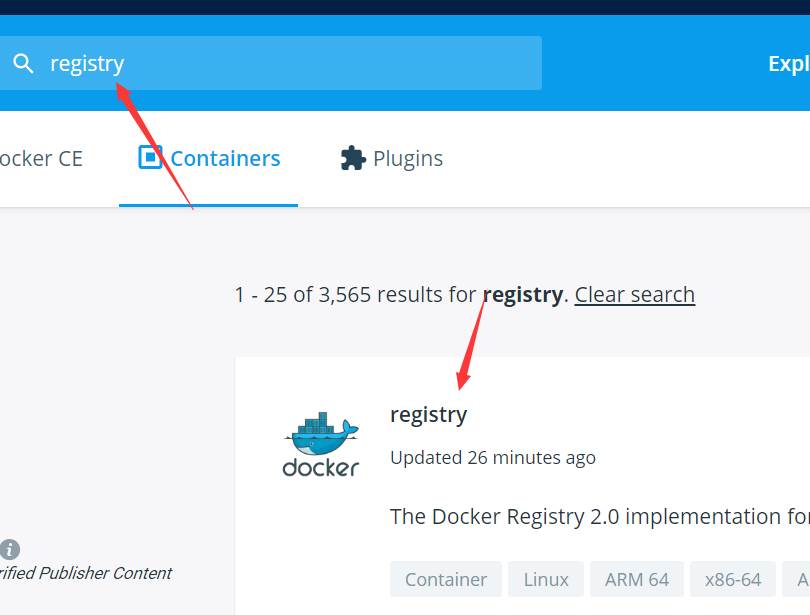 registry
Expl
ocker CE
Containers
Plugins
1 - 25 of 3,565 results for registry. Clear search
docker
registry
Updated 26 minutes ago
The Docker Registry 2.0 implementation for
rified Publisher Content
Container
Linux
ARM 64
x86-64
A